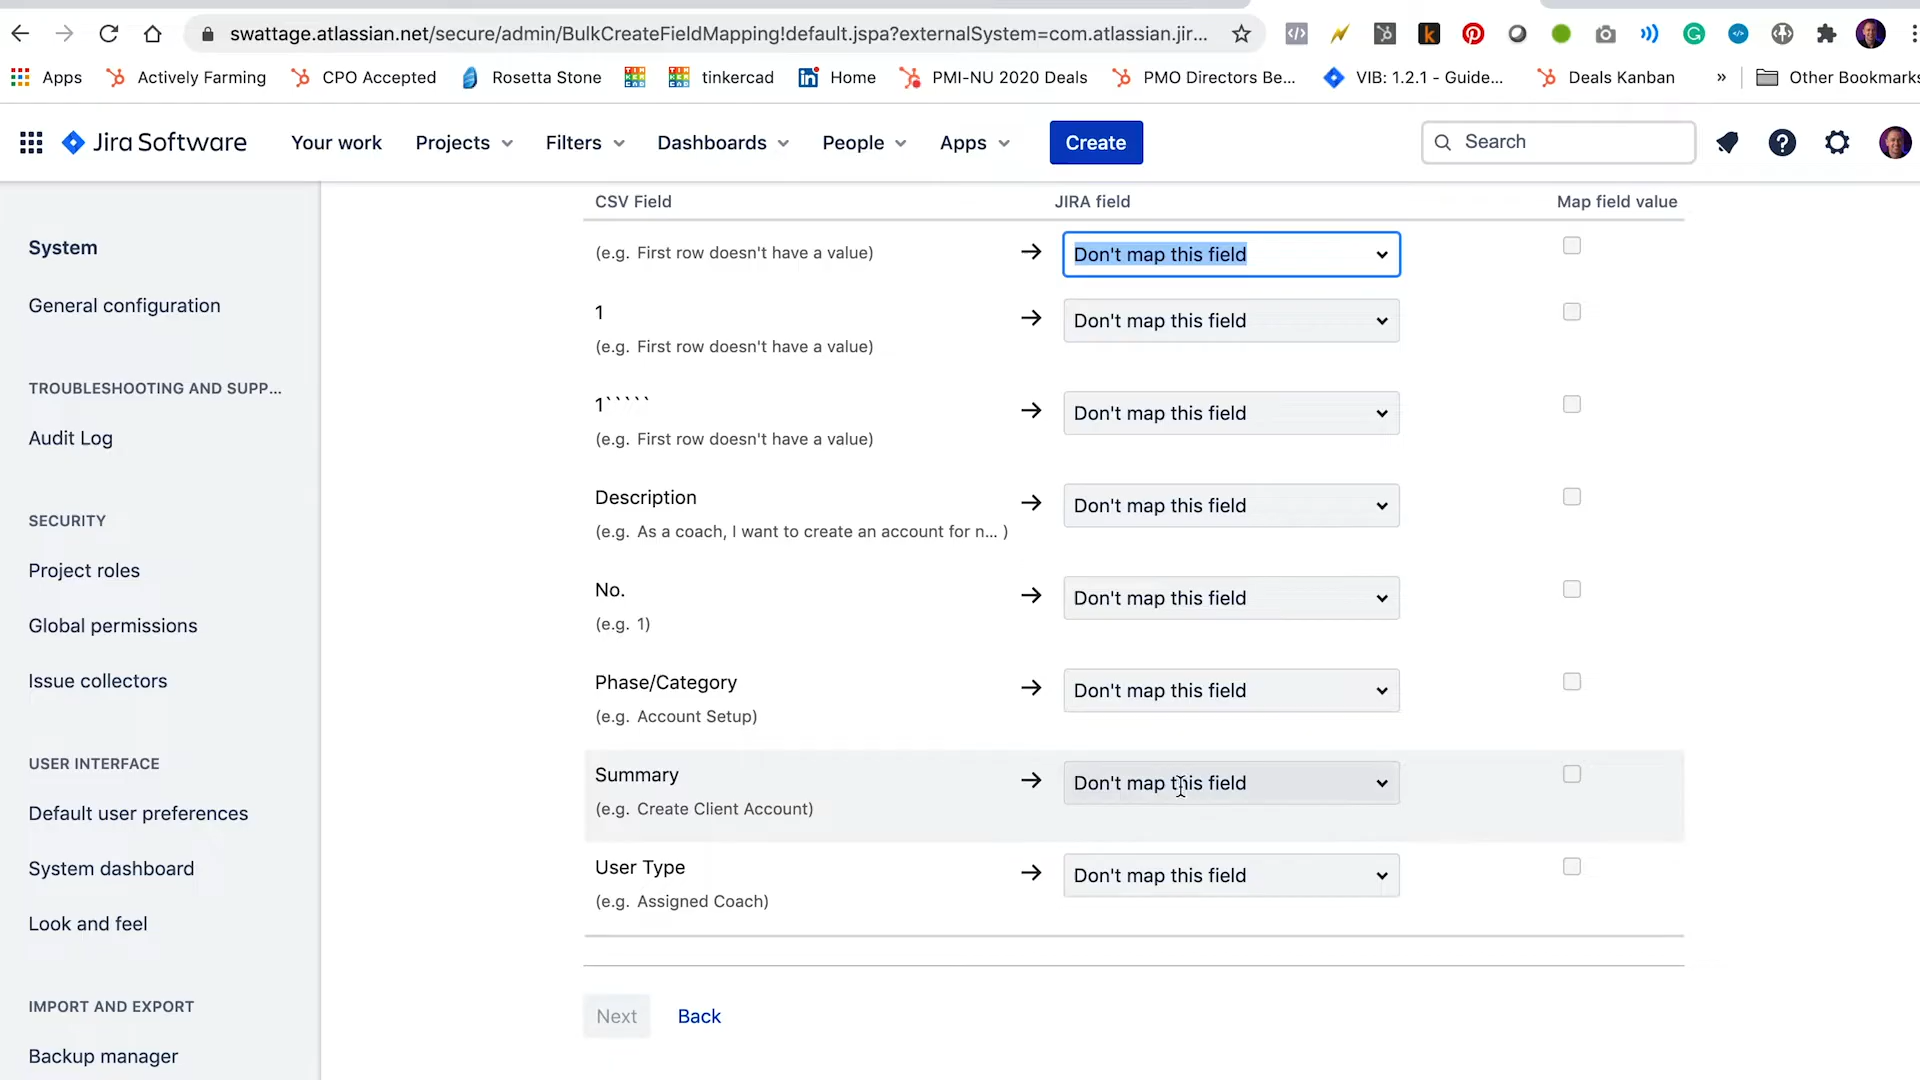 swattage.atlassian.net/secure/admin/BulkCreateFieldMapping!default.jspa?externalSystem=com.atlassian.jir...
Apps Actively Farming CPO Accepted Rosetta Stone tinkercad Home PMI-NU 2020 Deals PMO Directors Be... VIB: 1.2.1 - Guide... Deals Kanban » Other Bookmarks
Jira Software Your work Projects Filters Dashboards People Apps Create Search
System
General configuration
TROUBLESHOOTING AND SUPP...
Audit Log
SECURITY
Project roles
Global permissions
Issue collectors
USER INTERFACE
Default user preferences
System dashboard
Look and feel
IMPORT AND EXPORT
Backup manager
CSV Field JIRA field Map field value
(e.g. First row doesn't have a value) Don't map this field
1 Don't map this field
(e.g. First row doesn't have a value)
1````` Don't map this field
(e.g. First row doesn't have a value)
Description Don't map this field
(e.g. As a coach, I want to create an account for n... )
No. Don't map this field
(e.g. 1)
Phase/Category Don't map this field
(e.g. Account Setup)
Summary Don't map this field
(e.g. Create Client Account)
User Type Don't map this field
(e.g. Assigned Coach)
Next Back